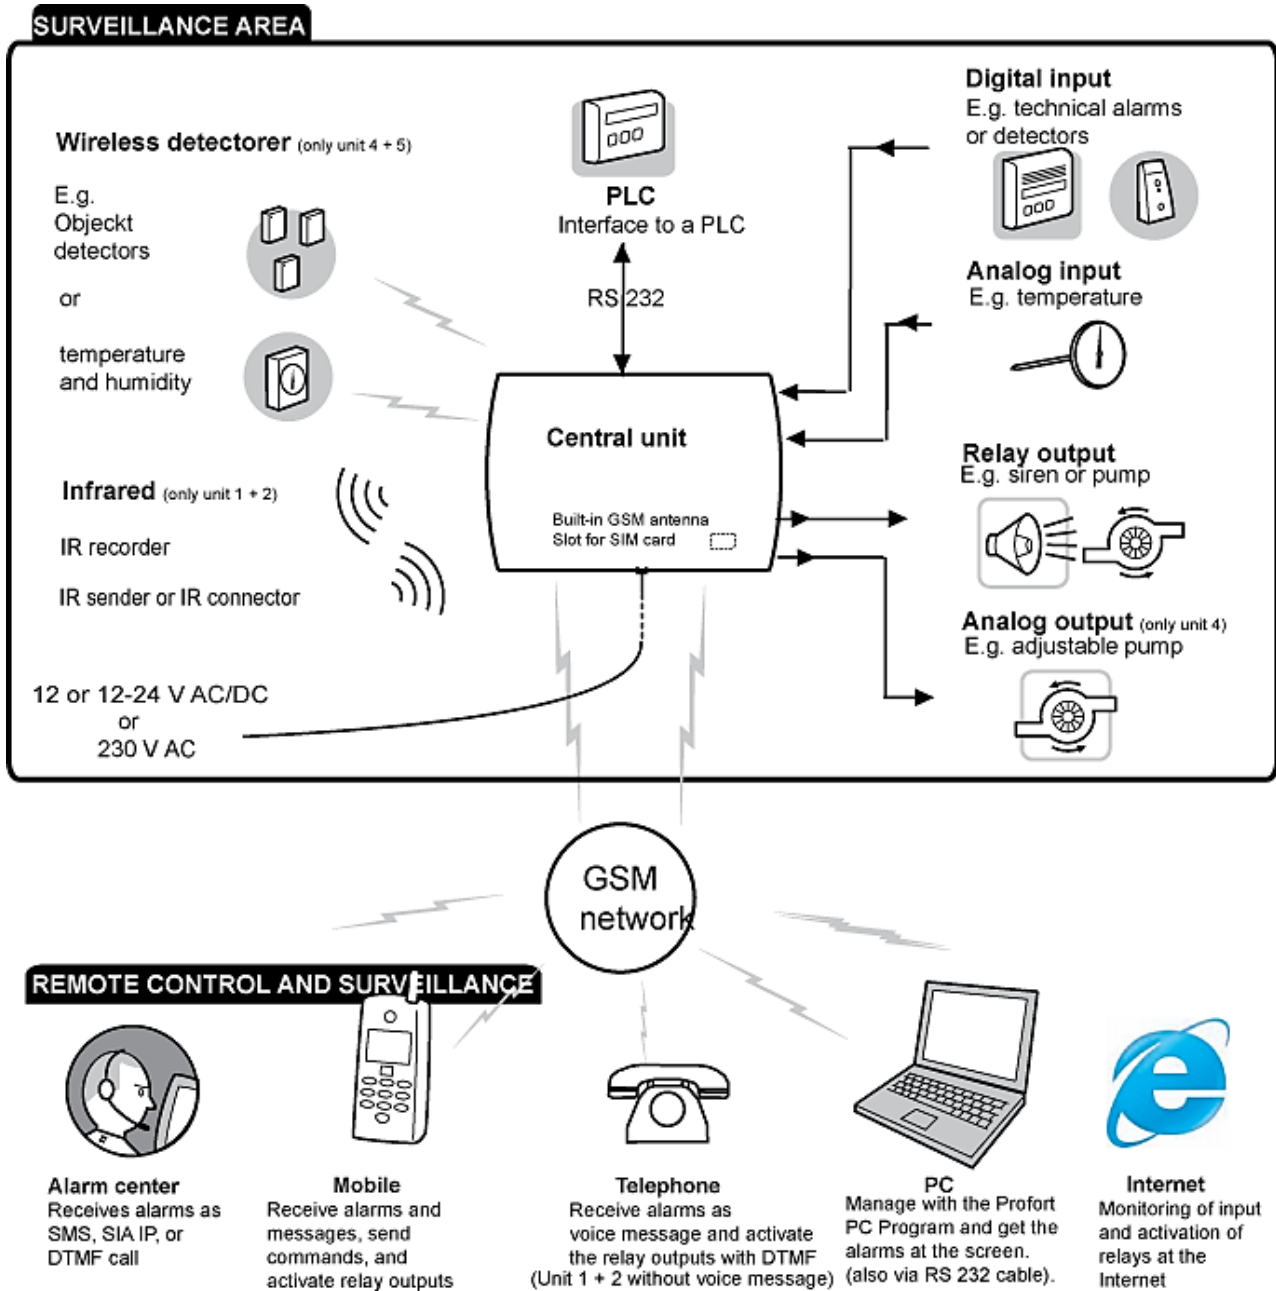 SURVEILLANCE AREA
Wireless detectorer (only unit 4 + 5)
E.g.
Objeckt
detectors
or
temperature
and humidity
Infrared (only unit 1 + 2)
IR recorder
IR sender or IR connector
12 or 12-24 V AC/DC
or
230 V AC
PLC
Interface to a PLC
RS 232
Central unit
Built-in GSM antenna
Slot for SIM card
Digital input
E.g. technical alarms
or detectors
Analog input
E.g. temperature
Relay output
E.g. siren or pump
Analog output (only unit 4)
E.g. adjustable pump
GSM
network
REMOTE CONTROL AND SURVEILLANCE
Alarm center
Receives alarms as
SMS, SIA IP, or
DTMF call
Mobile
Receive alarms and
messages, send
commands, and
activate relay outputs
Telephone
Receive alarms as
voice message and activate
the relay outputs with DTMF
(Unit 1 + 2 without voice message)
PC
Manage with the Profort
PC Program and get the
alarms at the screen.
(also via RS 232 cable).
Internet
Monitoring of input
and activation of
relays at the
Internet